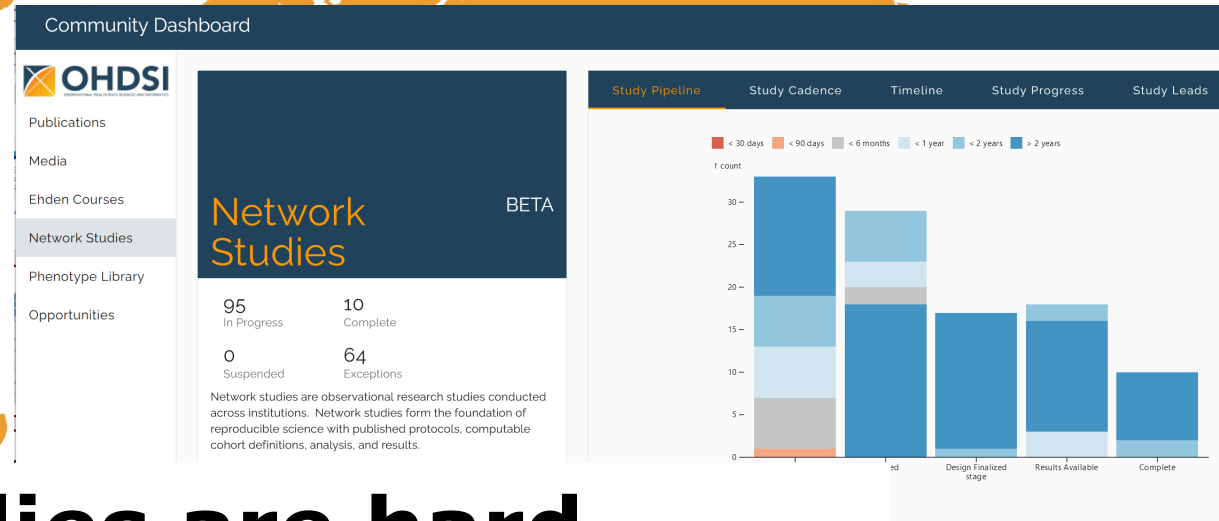 Community Dashboard
OHDSI
OBSERVATIONAL HEALTH DATA SCIENCES AND INFORMATICS
Publications
Media
Ehden Courses
Network Studies
Phenotype Library
Opportunities
Network
Studies
BETA
95
In Progress
10
Complete
0
Suspended
64
Exceptions
Network studies are observational research studies conducted
across institutions. Network studies form the foundation of
reproducible science with published protocols, computable
cohort definitions, analysis, and results.
Study Pipeline Study Cadence Timeline Study Progress Study Leads
< 30 days < 90 days < 6 months < 1 year < 2 years > 2 years
↑ count
30
25
20
15
10
5
0
ed
Design Finalized
stage
Results Available
Complete
dies are hard